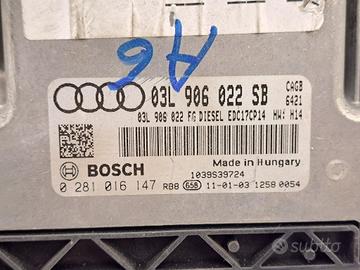 A6
03L 906 022 SB
CAGB
6421
03L 906 022 FG DIESEL EDC17CP14 HW: H14
BOSCH
Made in Hungary
1039S39724
0 281 016 147 RB8 658 11-01-03 1258 0054
subito